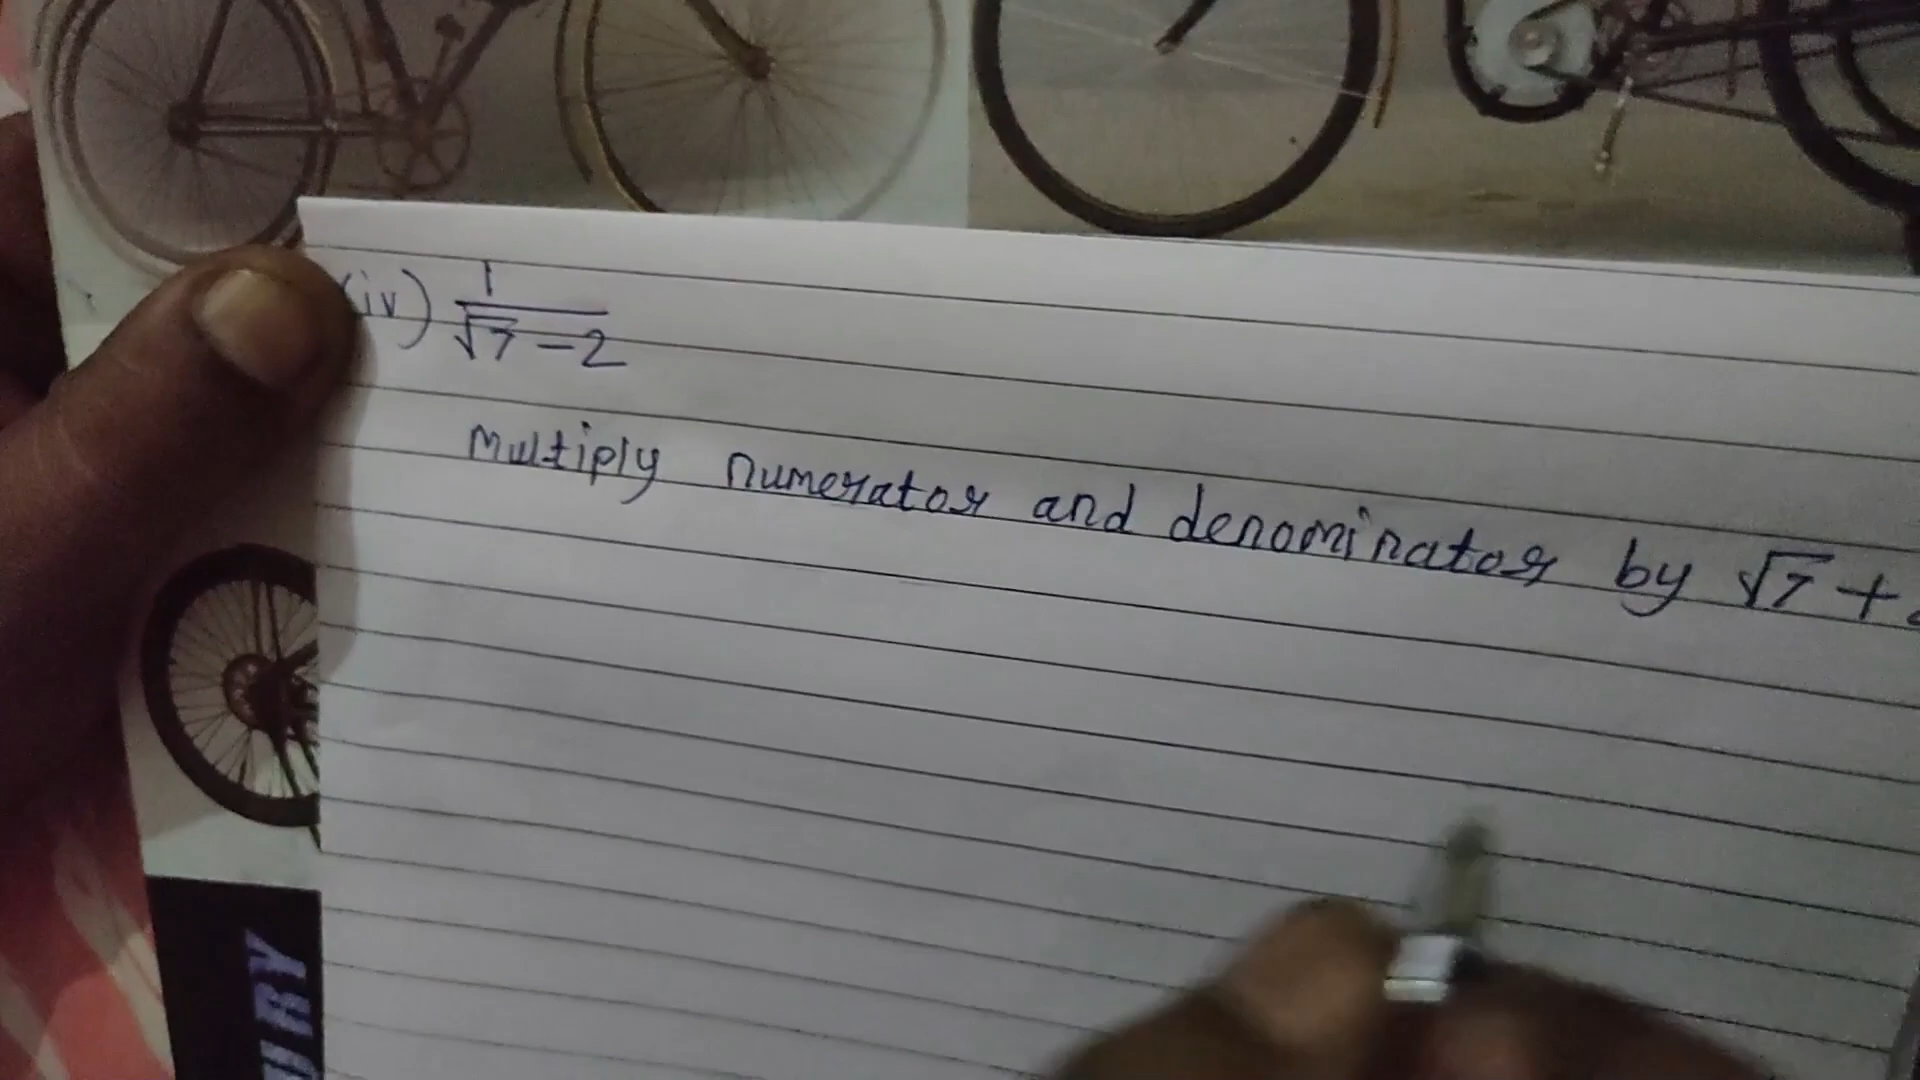 (iv) 1/√7-2
Multiply numerator and denominator by √7+